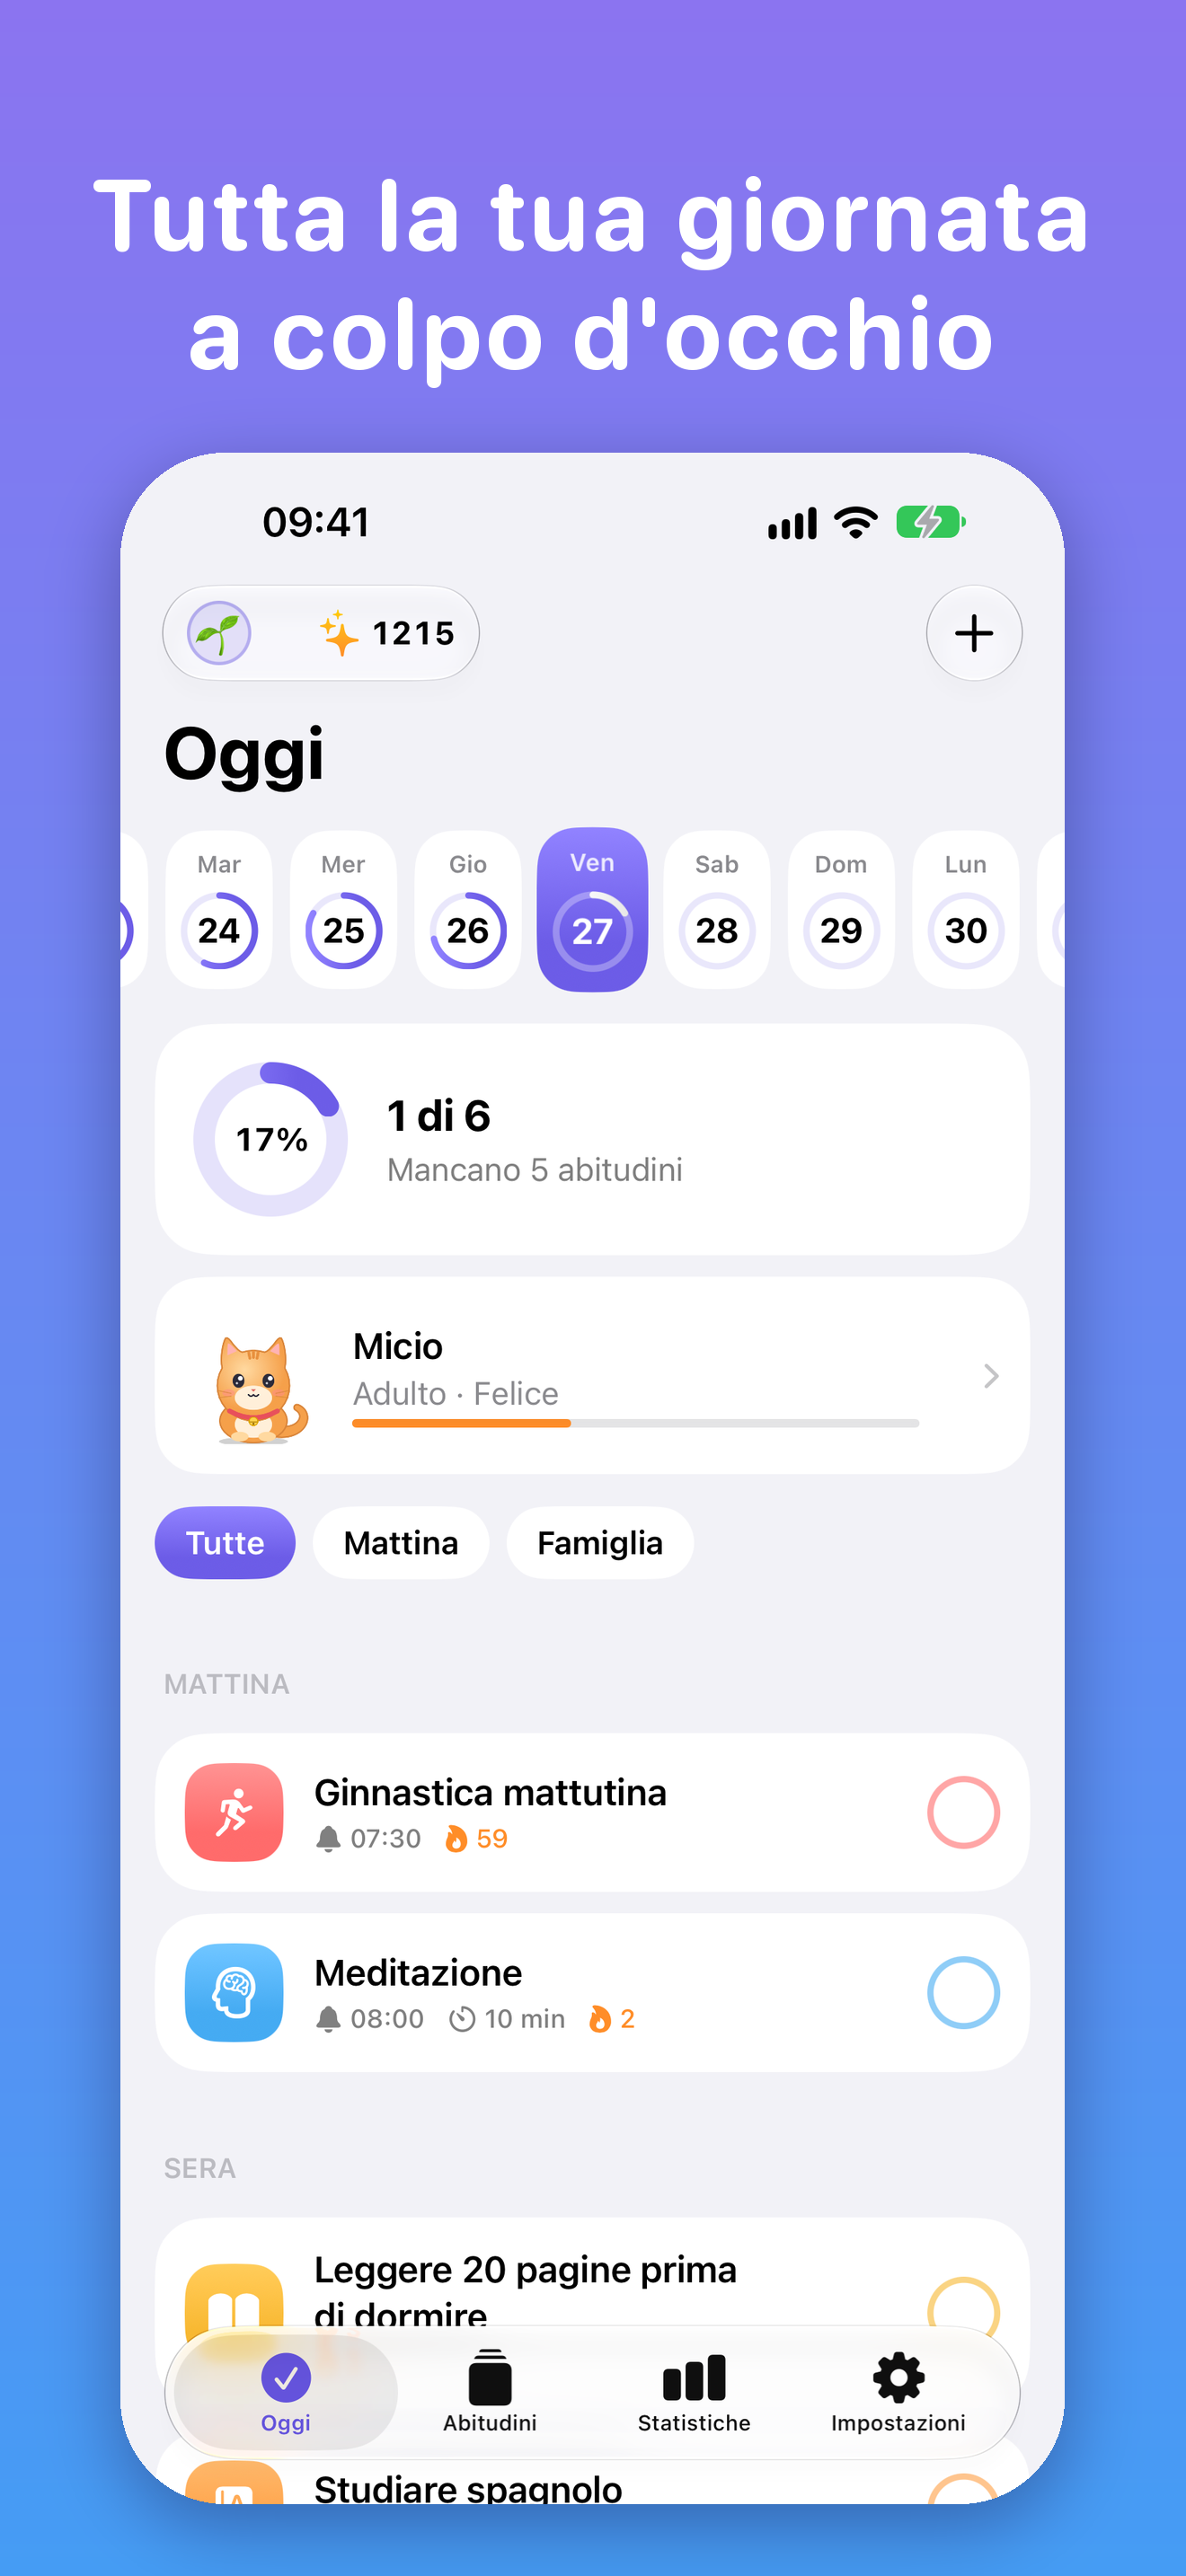 Tutta la tua giornata
a colpo d'occhio
09:41
1215
Oggi
Mar Mer Gio Ven Sab Dom Lun
24 25 26 27 28 29 30
17%
1 di 6
Mancano 5 abitudini
Micio
Adulto · Felice
Tutte Mattina Famiglia
MATTINA
Ginnastica mattutina
07:30 59
Meditazione
08:00 10 min 2
SERA
Leggere 20 pagine prima
di dormire
Oggi Abitudini Statistiche Impostazioni
Studiare spagnolo